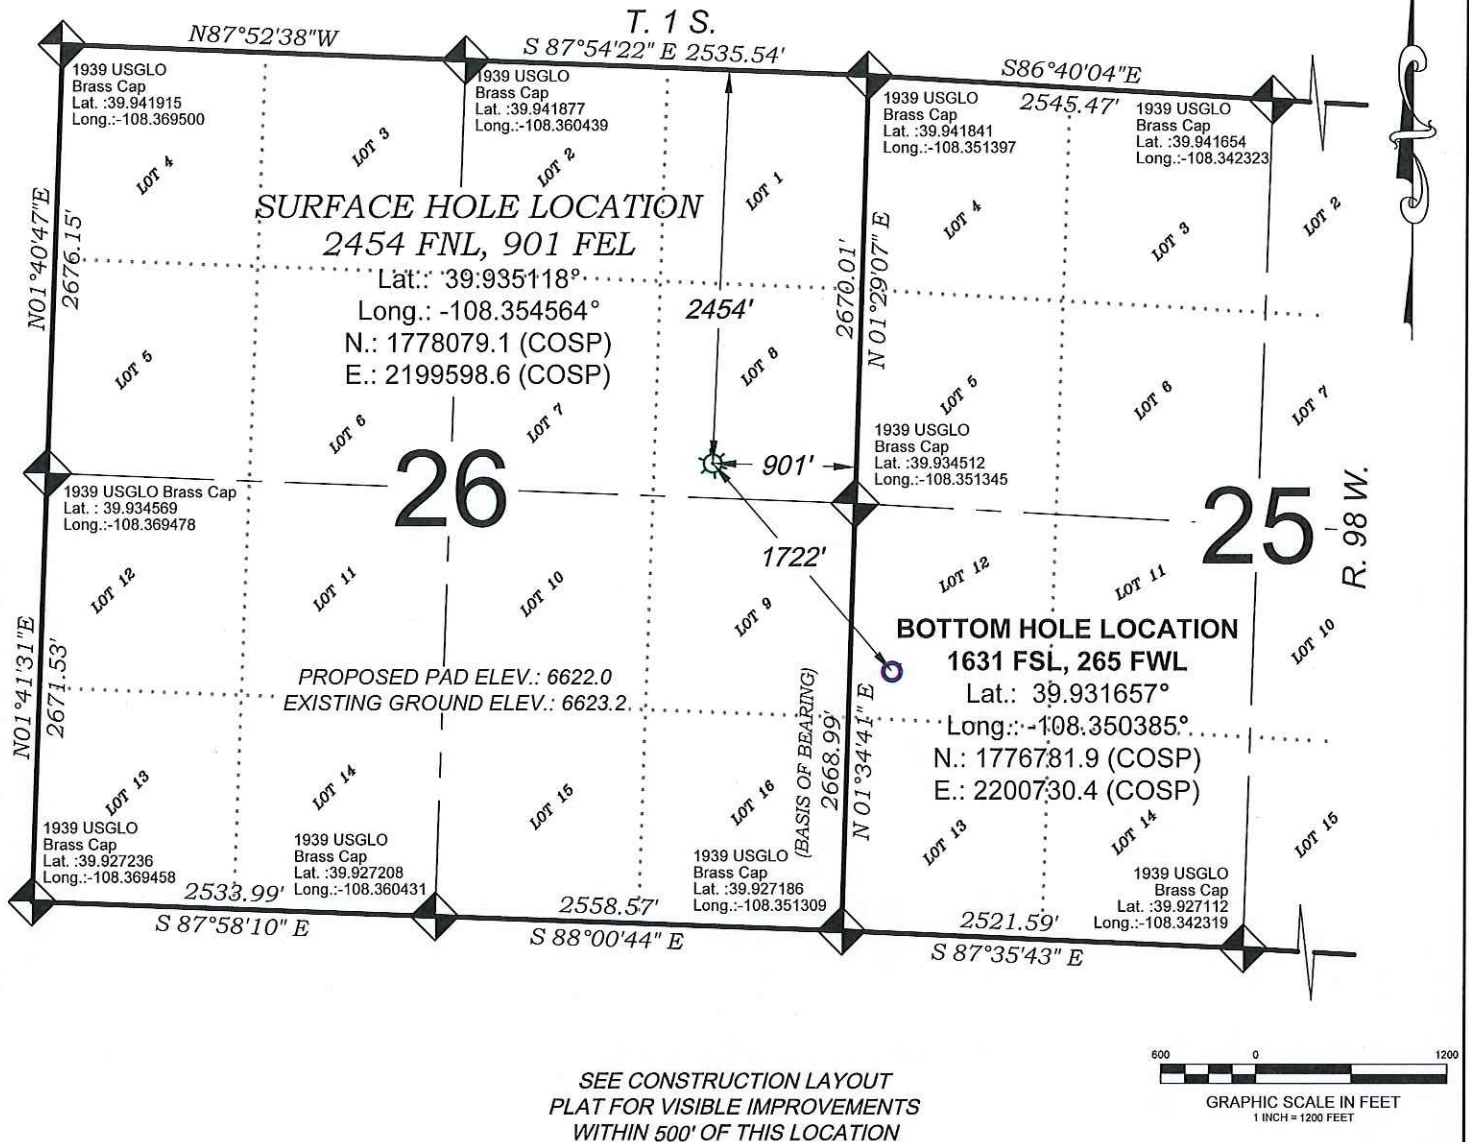 T. 1 S.
N87°52'38"W
S 87°54'22" E 2535.54'
S86°40'04"E
2545.47'
1939 USGLO
Brass Cap
Lat. :39.941915
Long.:-108.369500
1939 USGLO
Brass Cap
Lat. :39.941877
Long.:-108.360439
1939 USGLO
Brass Cap
Lat. :39.941841
Long.:-108.351397
1939 USGLO
Brass Cap
Lat. :39.941654
Long.:-108.342323
LOT 4
LOT 3
LOT 2
LOT 1
LOT 4
LOT 3
LOT 2
SURFACE HOLE LOCATION
2454 FNL, 901 FEL
Lat.: 39.935118°
Long.: -108.354564°
N.: 1778079.1 (COSP)
E.: 2199598.6 (COSP)
N01°40'47"E
2676.15'
2454'
2670.01'
N 01°29'07" E
LOT 5
LOT 6
LOT 7
LOT 8
LOT 5
LOT 6
LOT 7
1939 USGLO
Brass Cap
Lat. :39.934512
Long.:-108.351345
26
901'
25
R. 98 W.
1939 USGLO Brass Cap
Lat. : 39.934569
Long.:-108.369478
1722'
LOT 12
LOT 11
LOT 10
LOT 9
LOT 12
LOT 11
LOT 10
BOTTOM HOLE LOCATION
1631 FSL, 265 FWL
Lat.: 39.931657°
Long.: -108.350385°
N.: 1776781.9 (COSP)
E.: 2200730.4 (COSP)
PROPOSED PAD ELEV.: 6622.0
EXISTING GROUND ELEV.: 6623.2
N01°41'31"E
2671.53'
(BASIS OF BEARING)
2668.99'
N 01°34'41" E
LOT 13
LOT 14
LOT 15
LOT 16
LOT 13
LOT 14
LOT 15
1939 USGLO
Brass Cap
Lat. :39.927236
Long.:-108.369458
1939 USGLO
Brass Cap
Lat. :39.927208
Long.:-108.360431
1939 USGLO
Brass Cap
Lat. :39.927186
Long.:-108.351309
1939 USGLO
Brass Cap
Lat. :39.927112
Long.:-108.342319
2533.99'
S 87°58'10" E
2558.57'
S 88°00'44" E
2521.59'
S 87°35'43" E
SEE CONSTRUCTION LAYOUT
PLAT FOR VISIBLE IMPROVEMENTS
WITHIN 500' OF THIS LOCATION
600 0 1200
GRAPHIC SCALE IN FEET
1 INCH = 1200 FEET